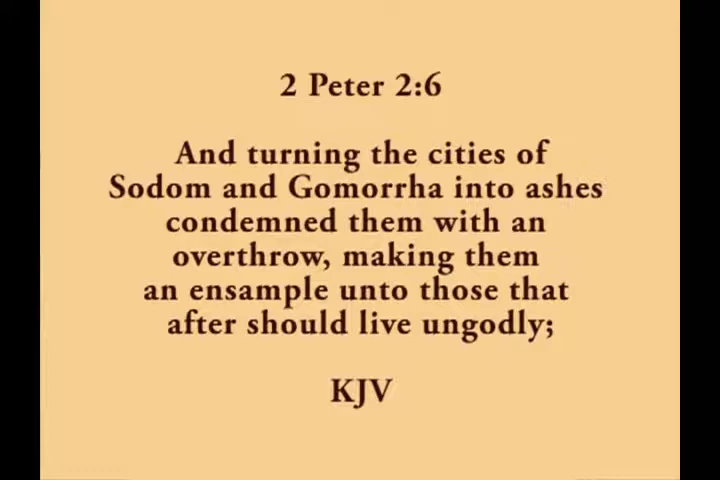 2 Peter 2:6
And turning the cities of
Sodom and Gomorrha into ashes
condemned them with an
overthrow, making them
an ensample unto those that
after should live ungodly;
KJV